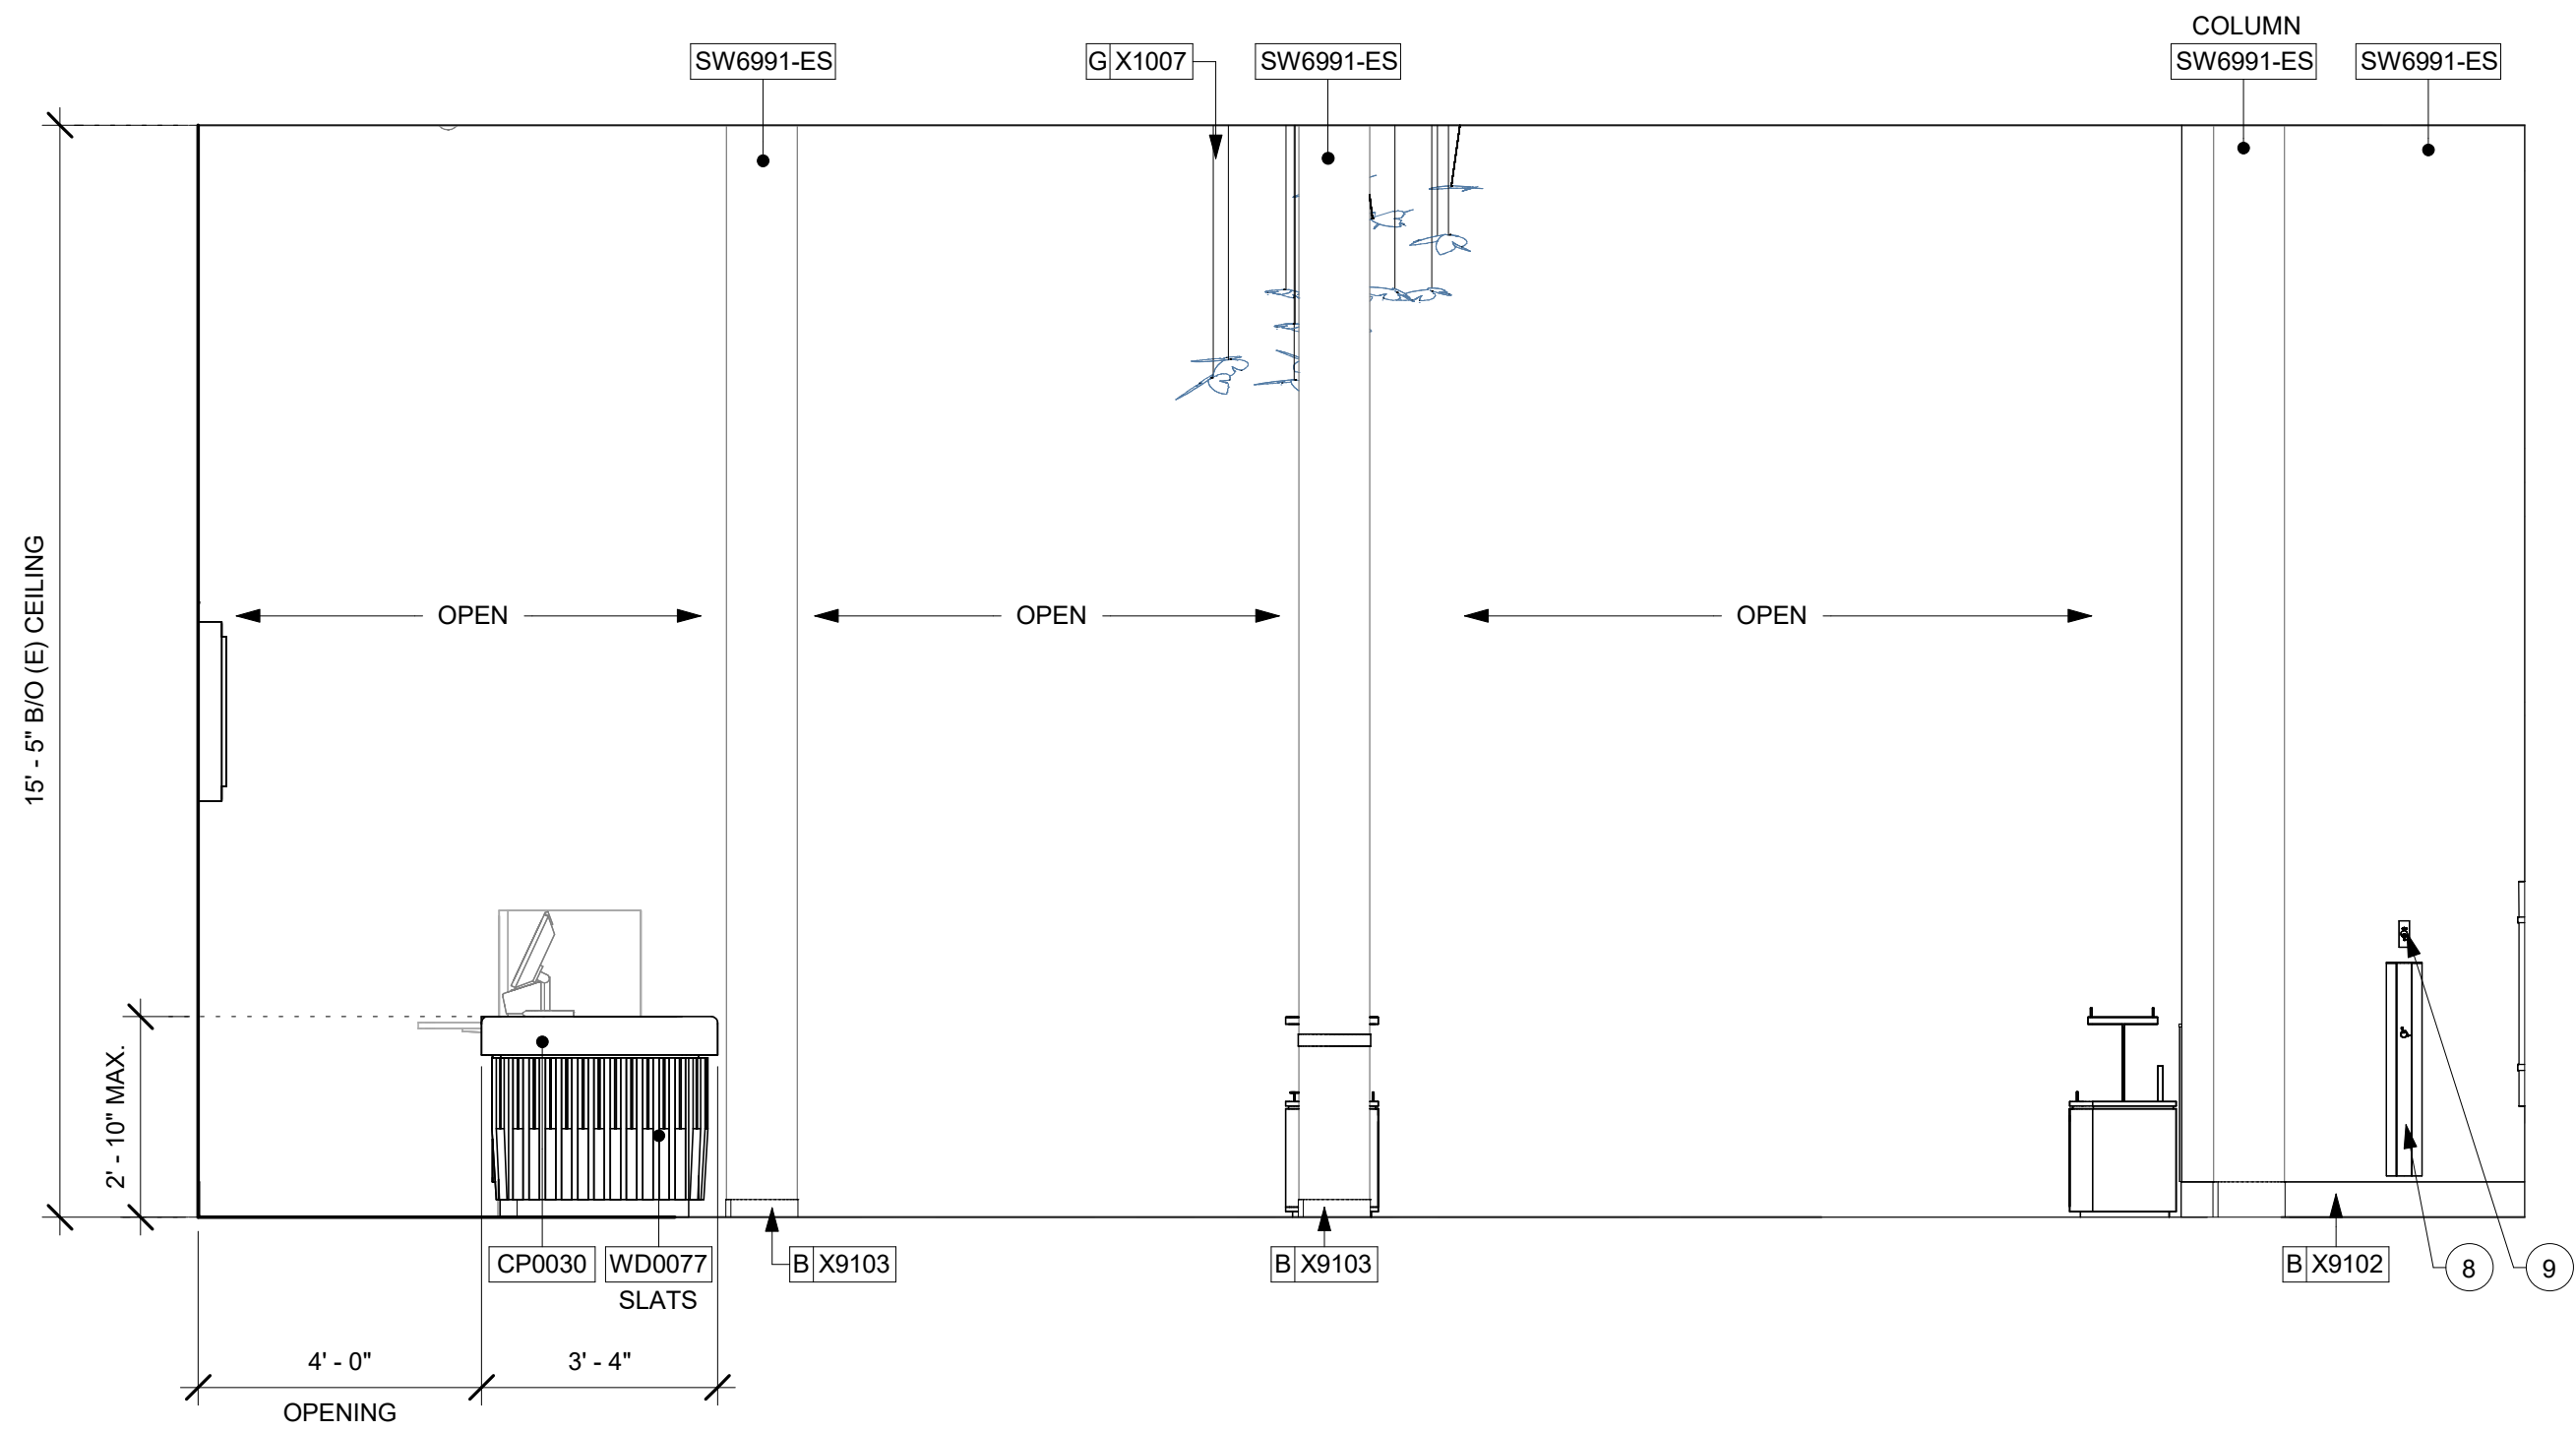 COLUMN
SW6991-ES
G X1007
SW6991-ES
SW6991-ES
SW6991-ES
15' - 5" B/O (E) CEILING
OPEN
OPEN
OPEN
2' - 10" MAX.
CP0030
WD0077
SLATS
B X9103
B X9103
B X9102
8
9
4' - 0"
3' - 4"
OPENING